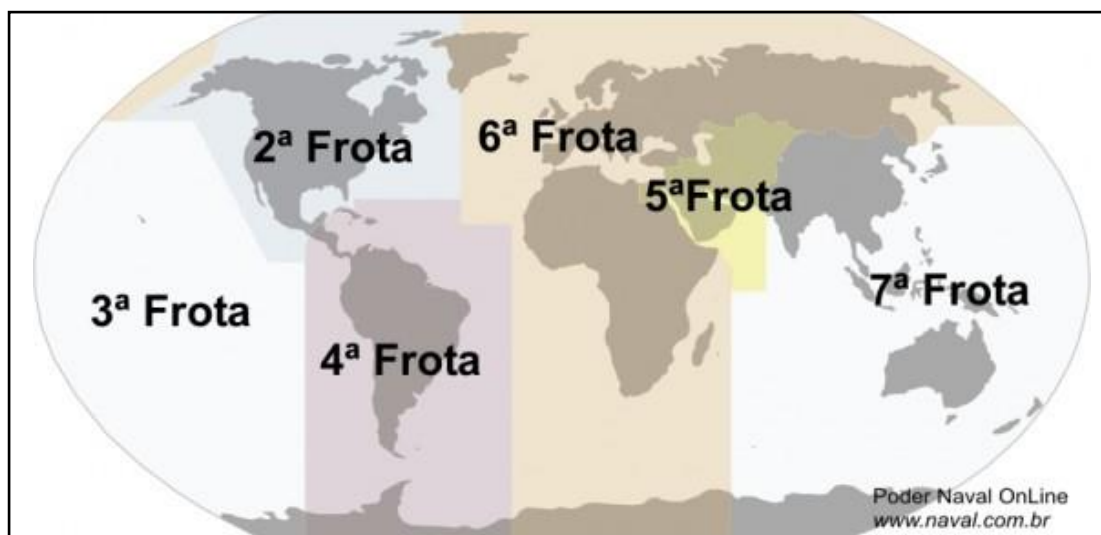 2ª Frota
6ª Frota
5ªFrota
3ª Frota
7ª Frota
4ª Frota
Poder Naval OnLine
www.naval.com.br